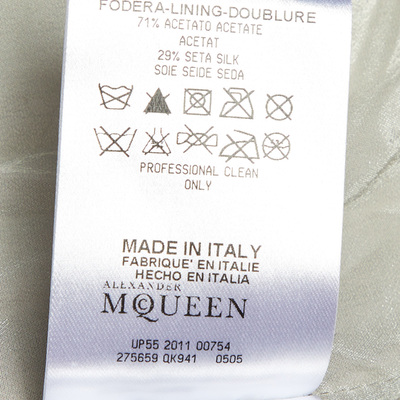 FODERA-LINING-DOUBLURE
71% ACETATO ACETATE
ACETAT
29% SETA SILK
SOIE SEIDE SEDA
PROFESSIONAL CLEAN
ONLY
MADE IN ITALY
FABRIQUE' EN ITALIE
HECHO EN ITALIA
ALEXANDER
MCQUEEN
UP55 2011 00754
275659 QK941 0505